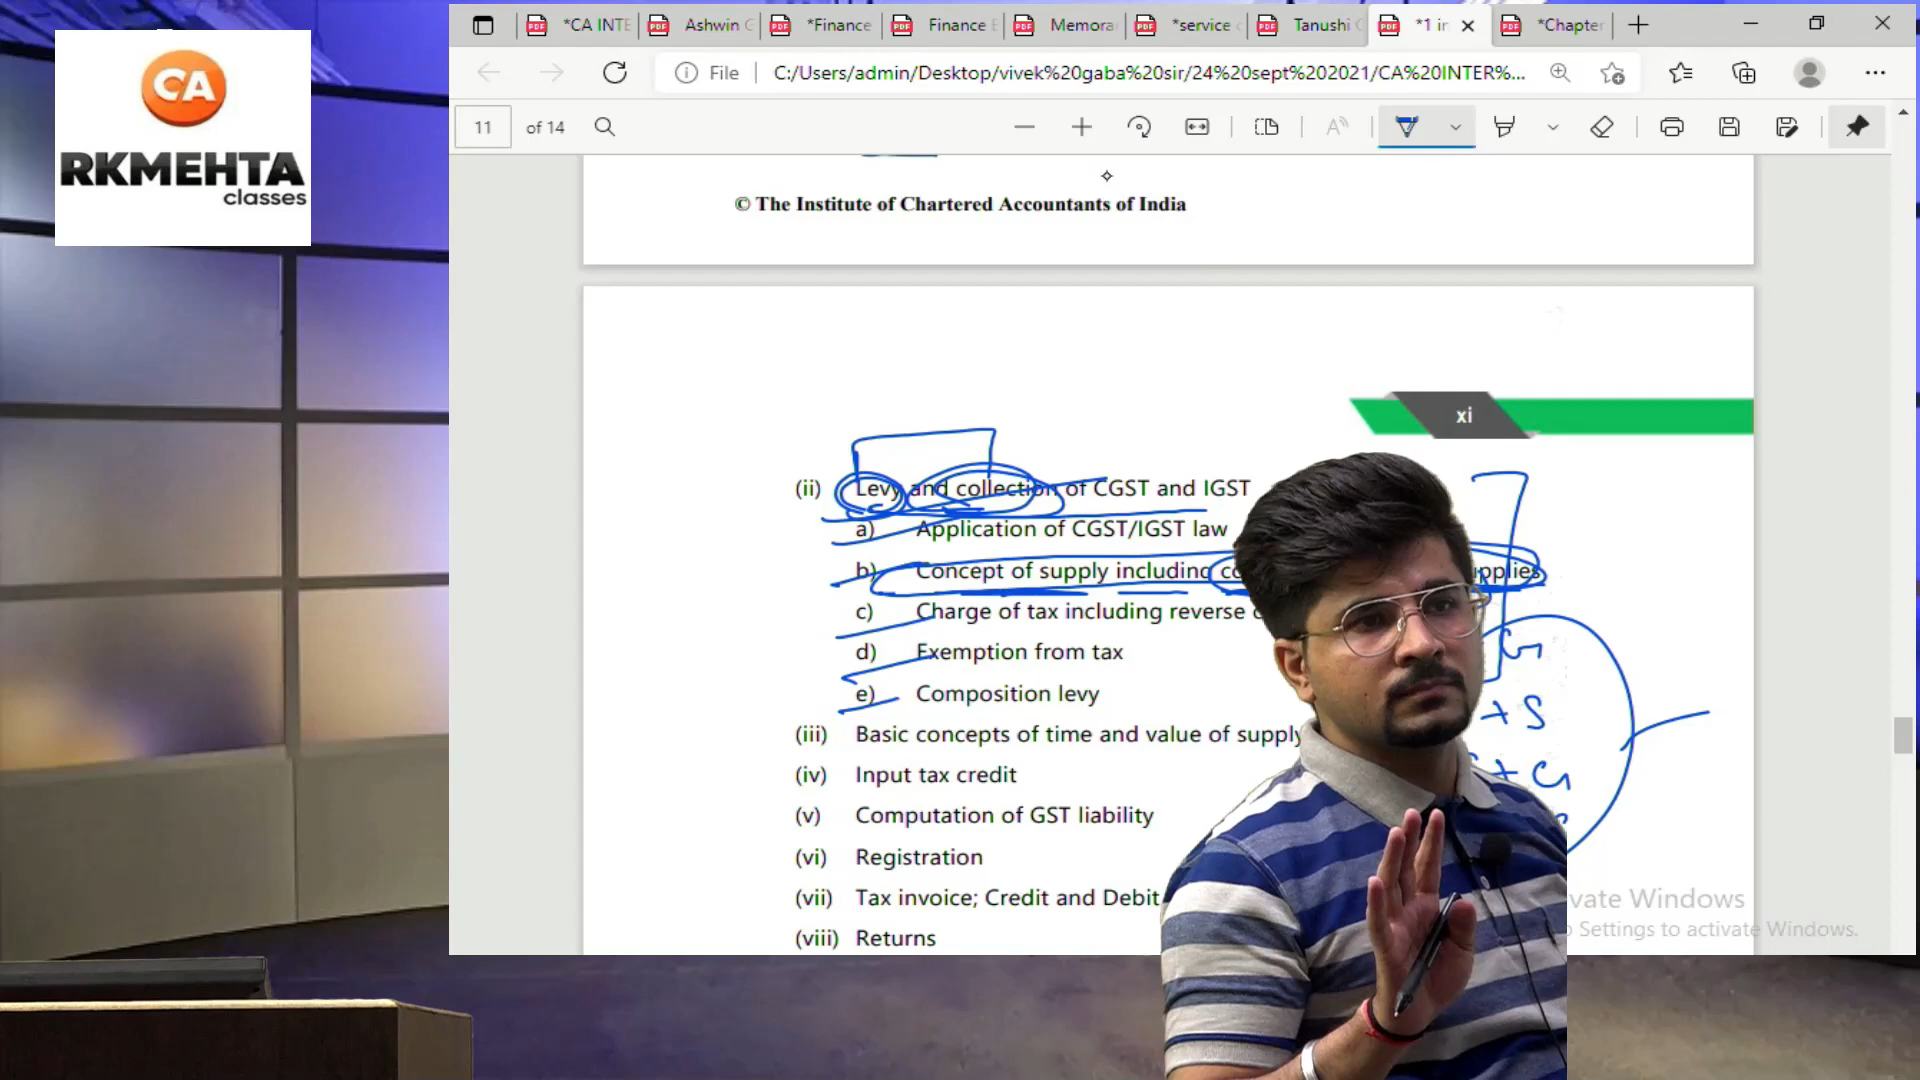 CA
RKMEHTA
classes
*CA INTE
Ashwin G
*Finance
Finance E
Memora
*service
Tanushi
*1 in
*Chapter
File
C:/Users/admin/Desktop/vivek%20gaba%20sir/24%20sept%202021/CA%20INTER%...
11
of 14
© The Institute of Chartered Accountants of India
xi
(ii) Levy and collection of CGST and IGST
a) Application of CGST/IGST law
b) Concept of supply including co upplies
c) Charge of tax including reverse
d) Exemption from tax
e) Composition levy
(iii) Basic concepts of time and value of supply
(iv) Input tax credit
(v) Computation of GST liability
(vi) Registration
(vii) Tax invoice; Credit and Debit
(viii) Returns
G
+ S
+ G
vate Windows
Settings to activate Windows.